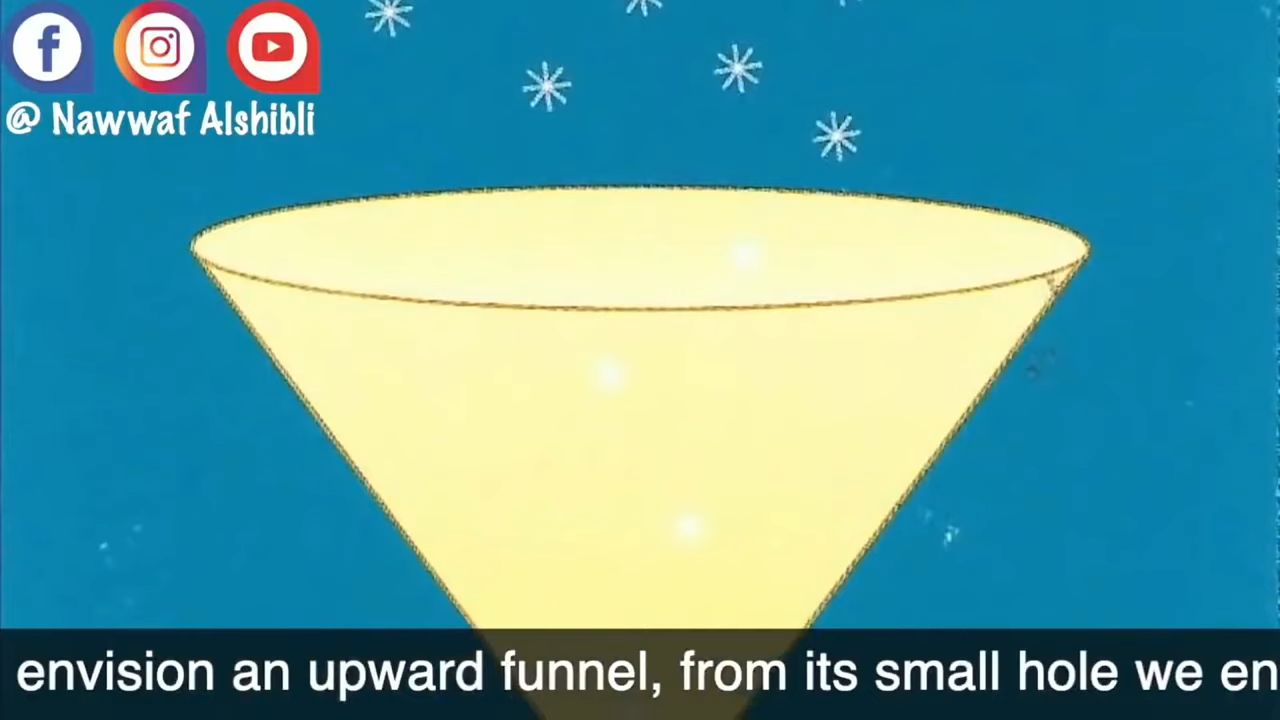 @ Nawwaf Alshibli
envision an upward funnel, from its small hole we en